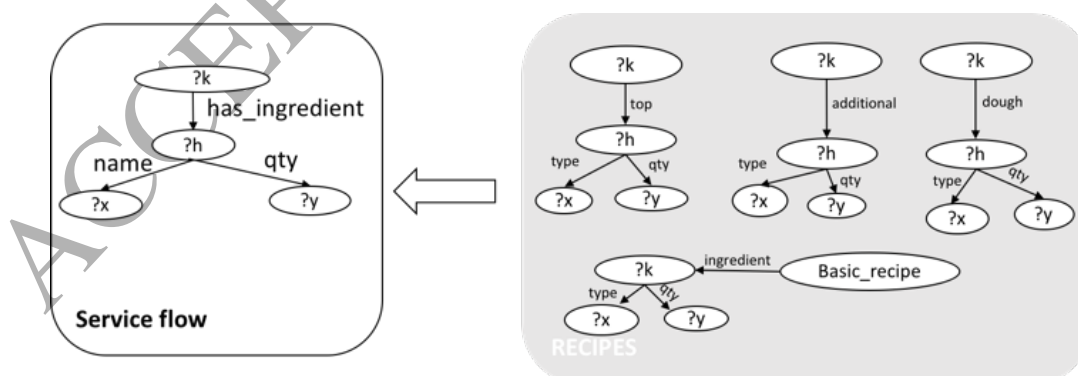 ACCEP
?k
has_ingredient
?h
name
qty
?x
?y
Service flow
?k
top
?h
type
qty
?x
?y
?k
additional
?h
type
qty
?x
?y
?k
dough
?h
type
qty
?x
?y
ingredient
?k
Basic_recipe
type
qty
?x
?y
RECIPES